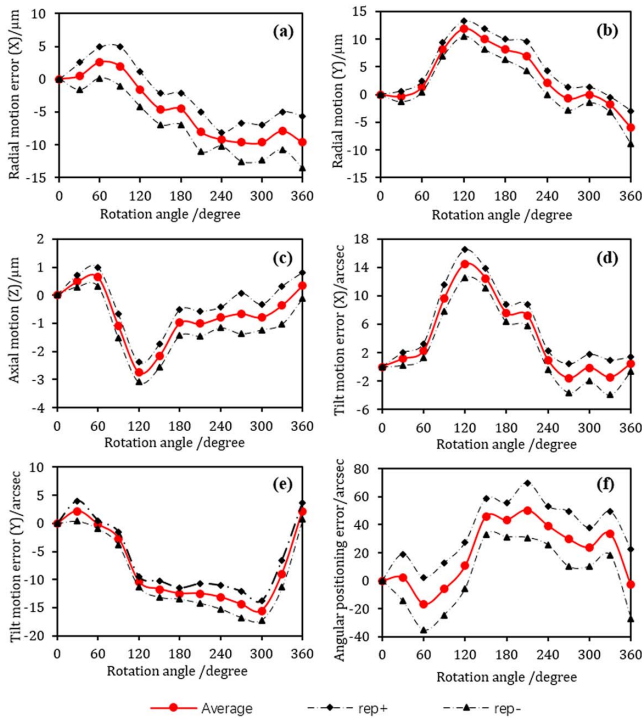 (a)
Radial motion error (X)/μm
10
5
0
-5
-10
-15
0 60 120 180 240 300 360
Rotation angle /degree
(b)
Radial motion (Y)/μm
15
10
5
0
-5
-10
-15
0 60 120 180 240 300 360
Rotation angle /degree
(c)
Axial motion (Z)/μm
2
1
0
-1
-2
-3
-4
0 60 120 180 240 300 360
Rotation angle /degree
(d)
Tilt motion error (X)/arcsec
18
14
10
6
2
-2
-6
0 60 120 180 240 300 360
Rotation angle /degree
(e)
Tilt motion error (Y)/arcsec
10
5
0
-5
-10
-15
-20
0 60 120 180 240 300 360
Rotation angle /degree
(f)
Angular positioning error/arcsec
80
60
40
20
0
-20
-40
0 60 120 180 240 300 360
Rotation angle /degree
Average rep+ rep-